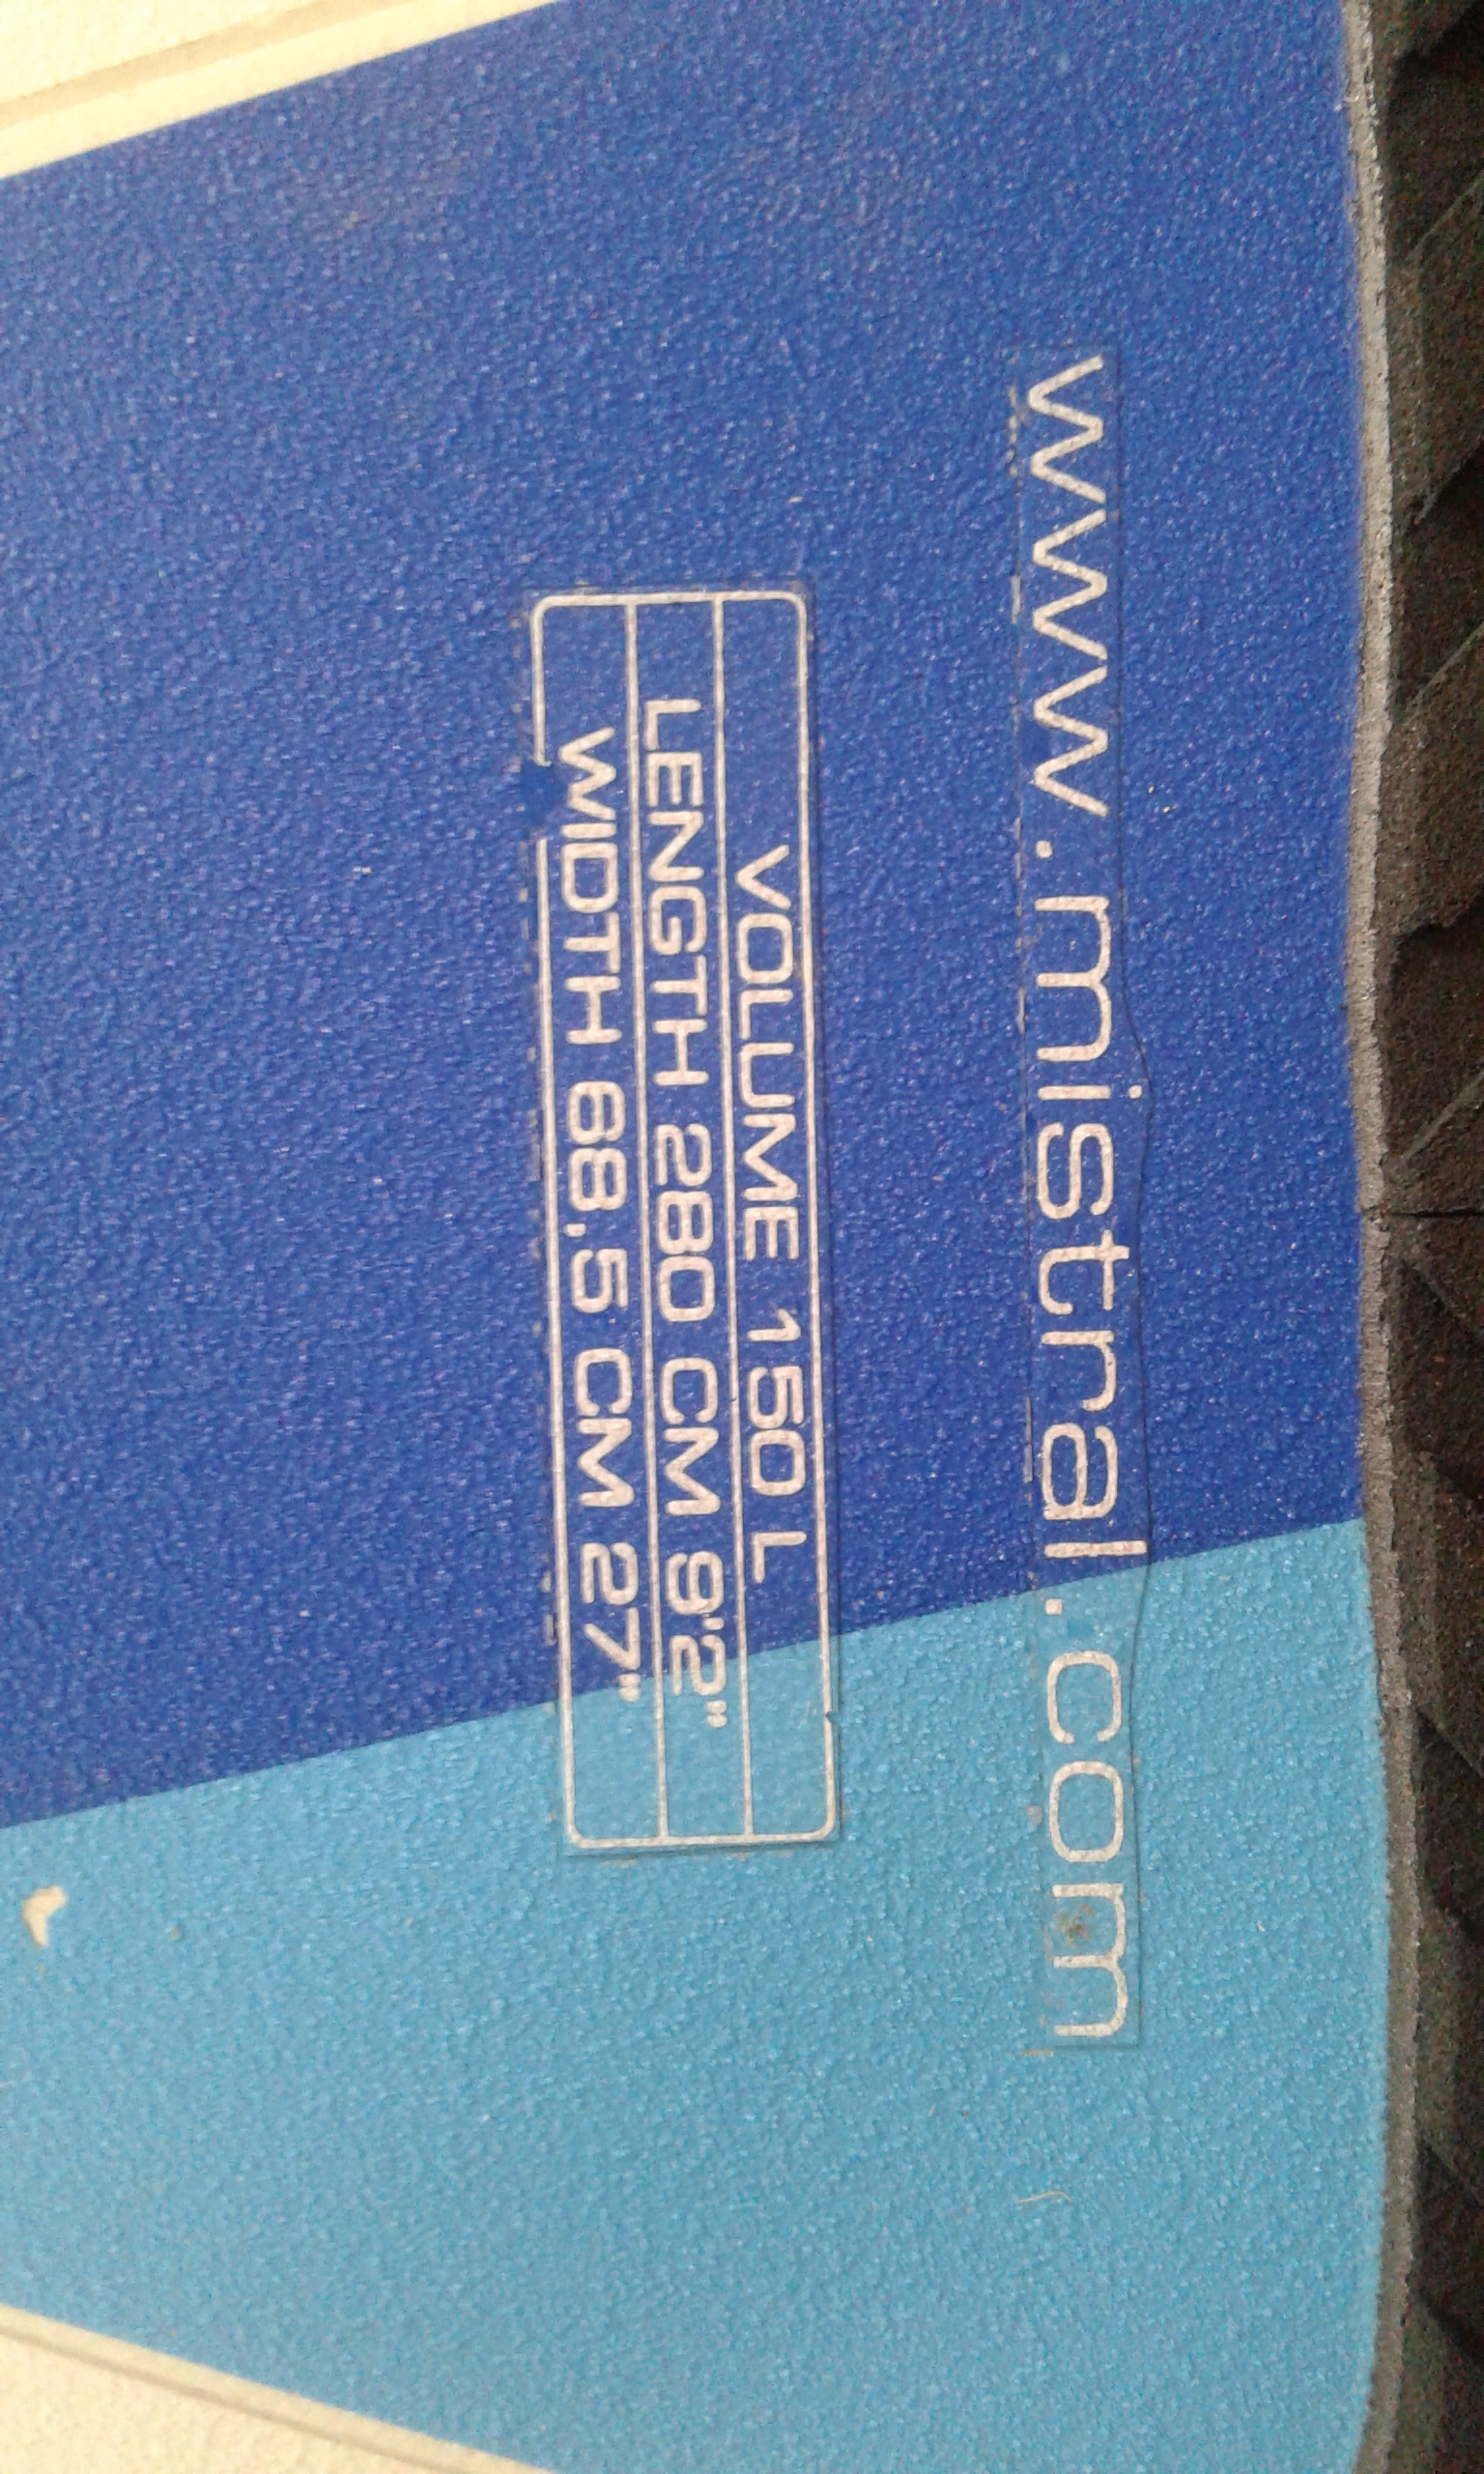 www.mistral.com
VOLUME 150 L
LENGTH 280 CM 9'2"
WIDTH 68,5 CM 27"